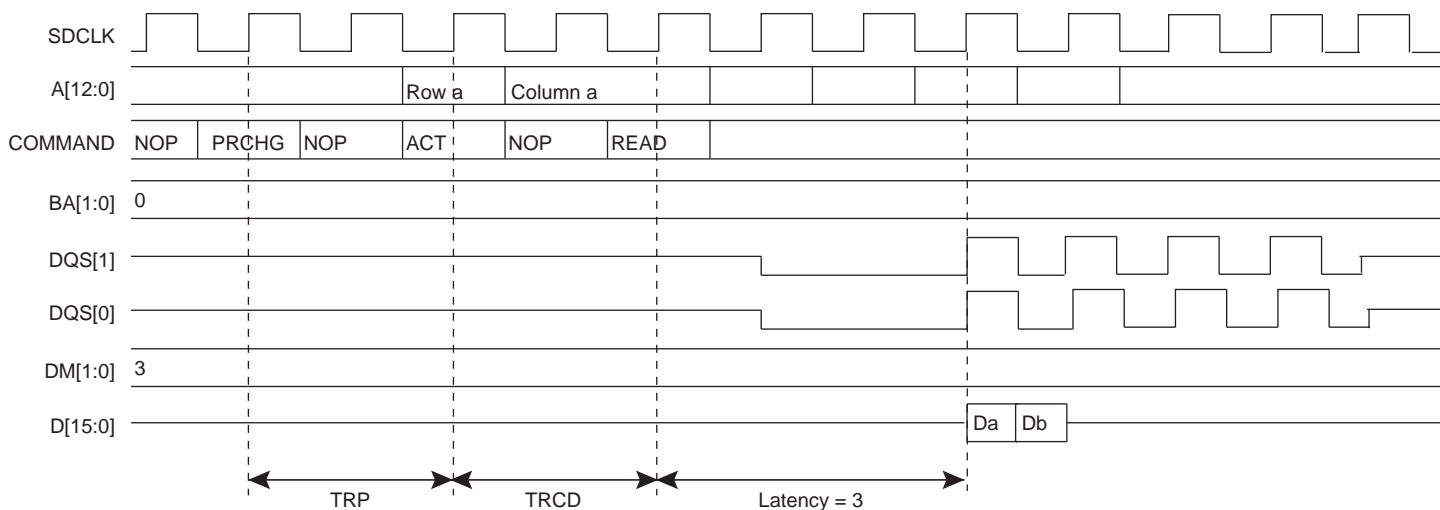 SDCLK
A[12:0] Row a Column a
COMMAND NOP PRCHG NOP ACT NOP READ
BA[1:0] 0
DQS[1]
DQS[0]
DM[1:0] 3
D[15:0] Da Db
TRP TRCD Latency = 3